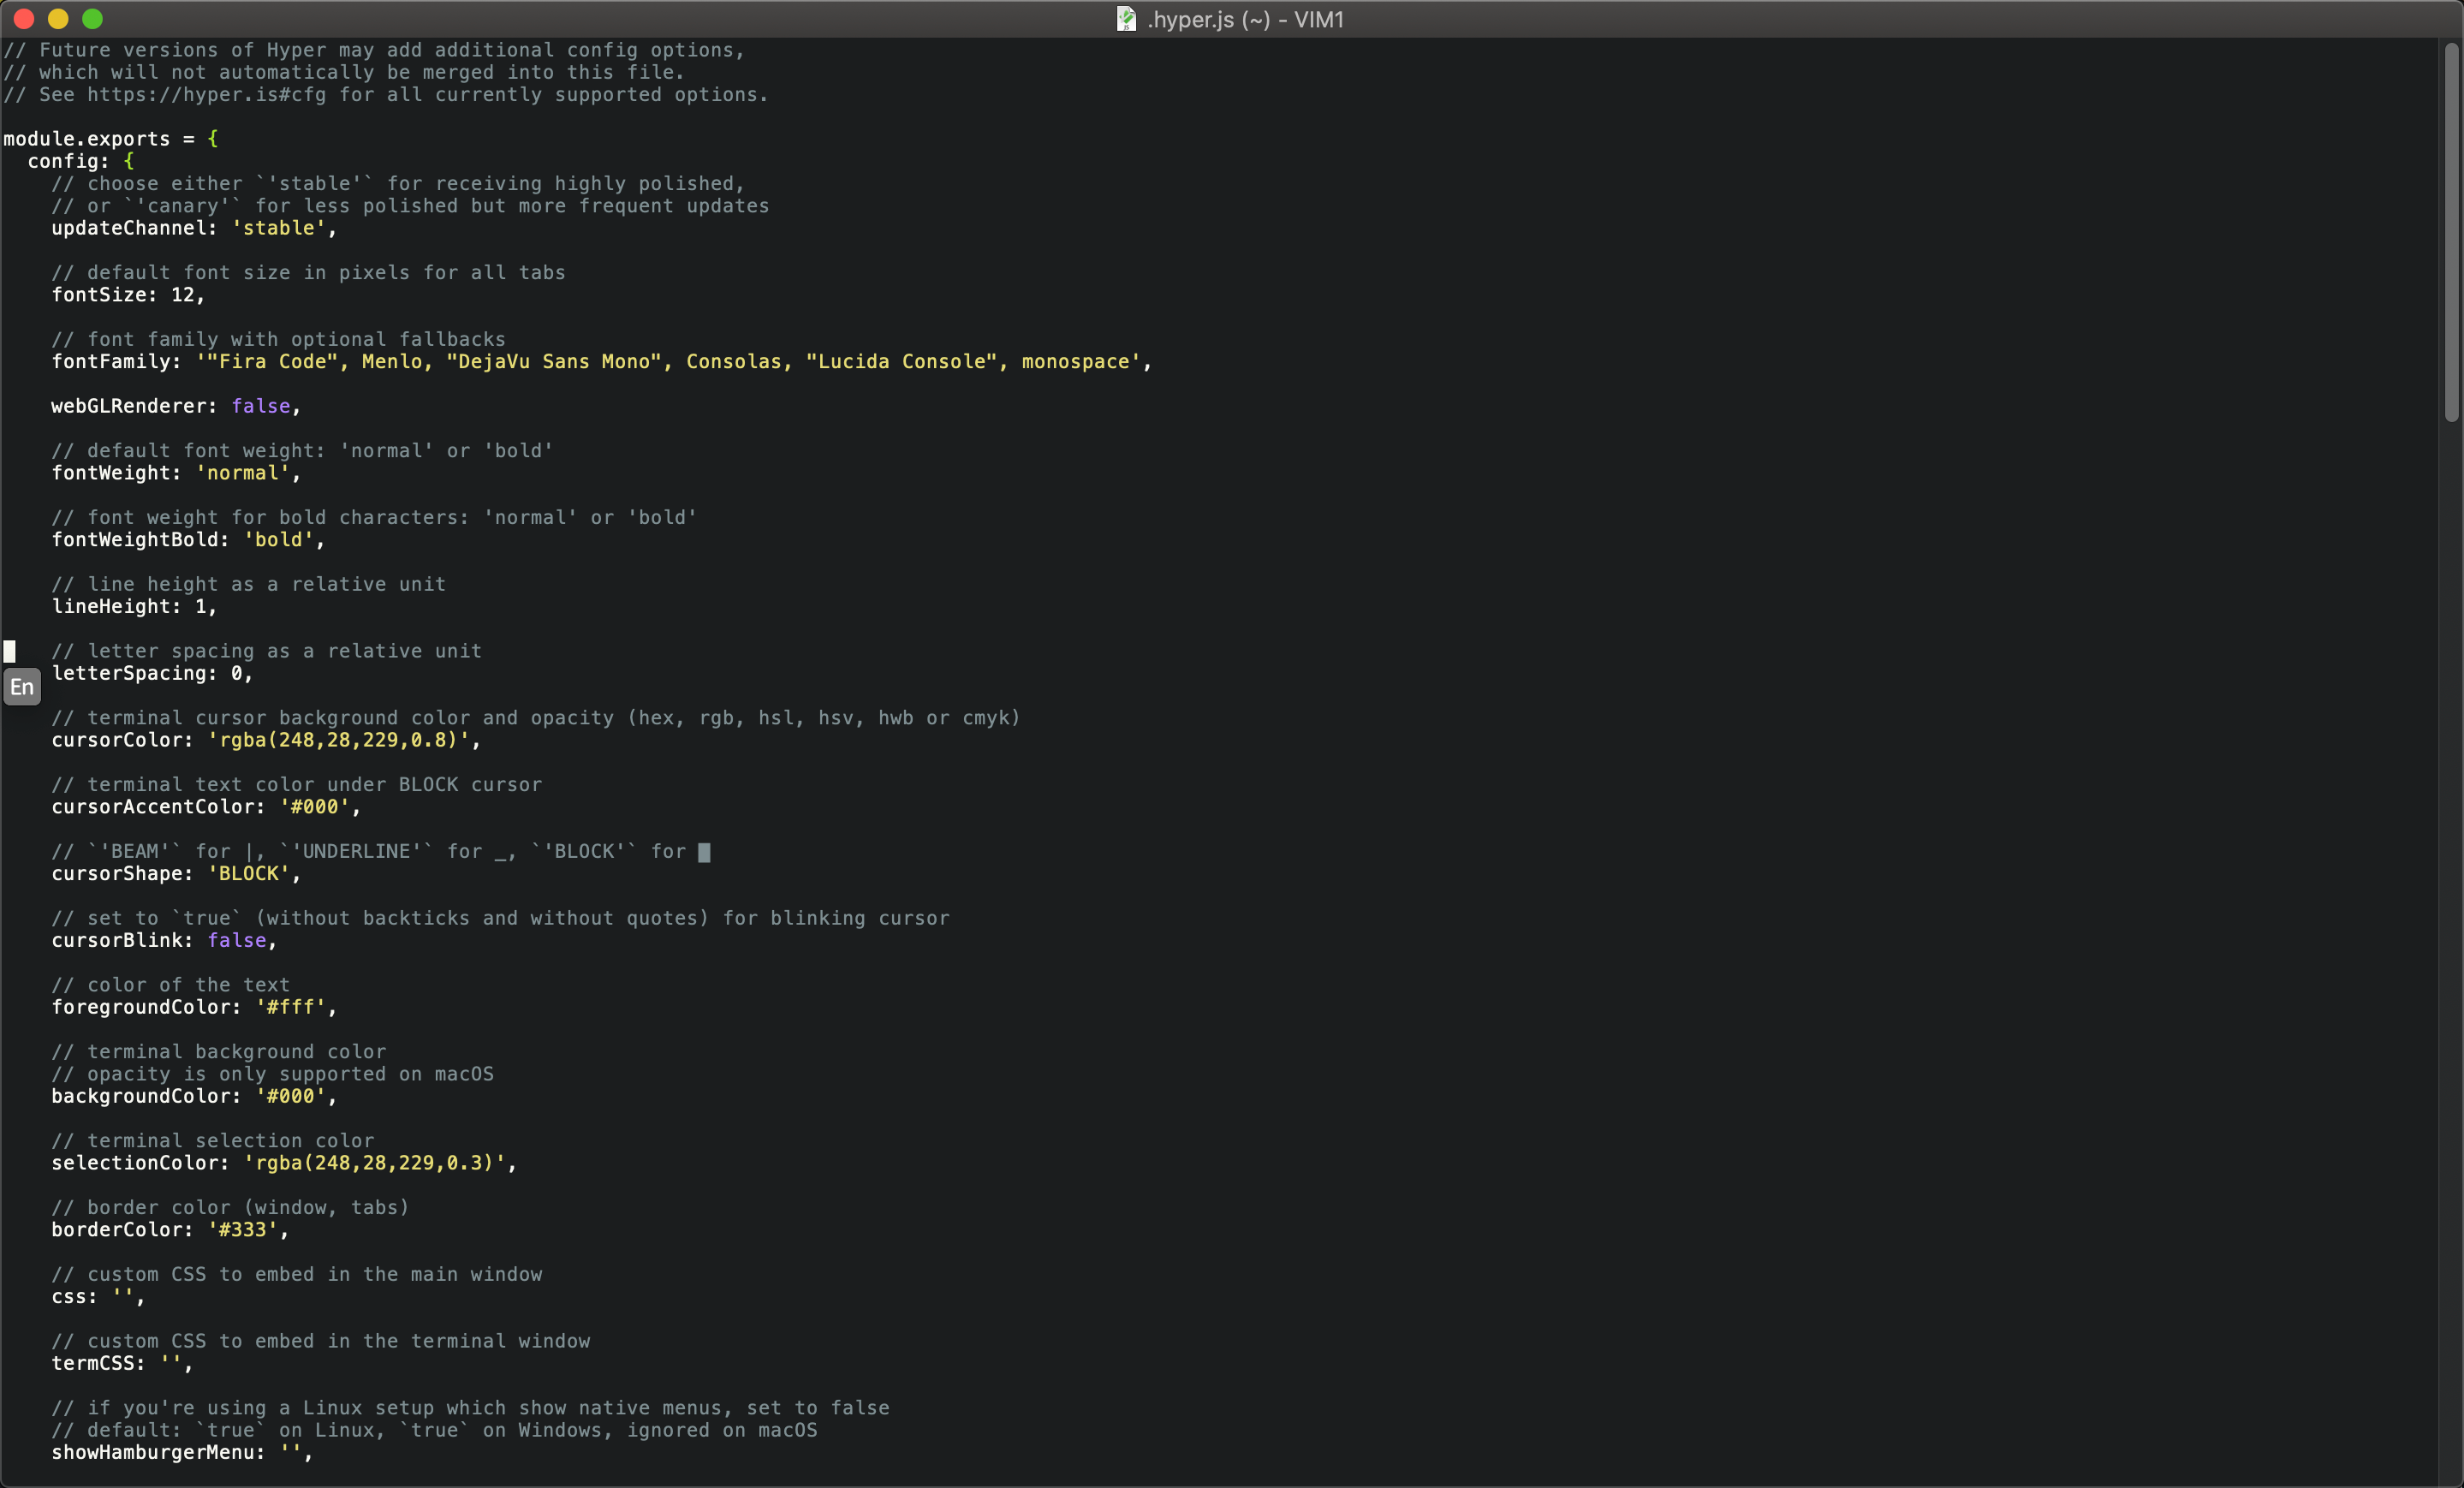 .hyper.js (~) - VIM1
// Future versions of Hyper may add additional config options,
// which will not automatically be merged into this file.
// See https://hyper.is#cfg for all currently supported options.

module.exports = {
  config: {
    // choose either `'stable'` for receiving highly polished,
    // or `'canary'` for less polished but more frequent updates
    updateChannel: 'stable',

    // default font size in pixels for all tabs
    fontSize: 12,

    // font family with optional fallbacks
    fontFamily: '"Fira Code", Menlo, "DejaVu Sans Mono", Consolas, "Lucida Console", monospace',

    webGLRenderer: false,

    // default font weight: 'normal' or 'bold'
    fontWeight: 'normal',

    // font weight for bold characters: 'normal' or 'bold'
    fontWeightBold: 'bold',

    // line height as a relative unit
    lineHeight: 1,

    // letter spacing as a relative unit
    letterSpacing: 0,
En

    // terminal cursor background color and opacity (hex, rgb, hsl, hsv, hwb or cmyk)
    cursorColor: 'rgba(248,28,229,0.8)',

    // terminal text color under BLOCK cursor
    cursorAccentColor: '#000',

    // `'BEAM'` for |, `'UNDERLINE'` for _, `'BLOCK'` for █
    cursorShape: 'BLOCK',

    // set to `true` (without backticks and without quotes) for blinking cursor
    cursorBlink: false,

    // color of the text
    foregroundColor: '#fff',

    // terminal background color
    // opacity is only supported on macOS
    backgroundColor: '#000',

    // terminal selection color
    selectionColor: 'rgba(248,28,229,0.3)',

    // border color (window, tabs)
    borderColor: '#333',

    // custom CSS to embed in the main window
    css: '',

    // custom CSS to embed in the terminal window
    termCSS: '',

    // if you're using a Linux setup which show native menus, set to false
    // default: `true` on Linux, `true` on Windows, ignored on macOS
    showHamburgerMenu: '',